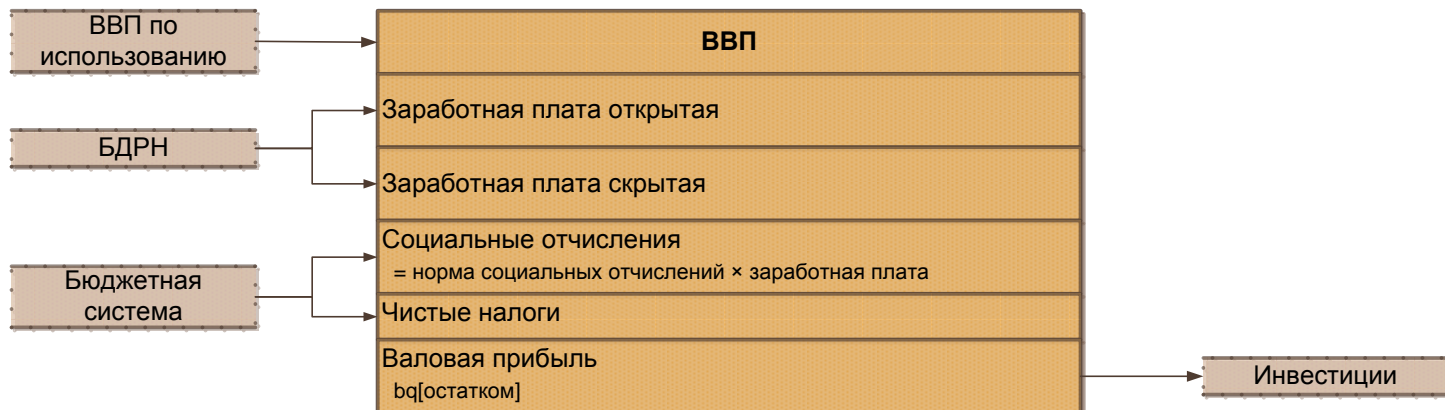 ВВП по
использованию
ВВП
Заработная плата открытая
БДРН
Заработная плата скрытая
Социальные отчисления
= норма социальных отчислений × заработная плата
Бюджетная
система
Чистые налоги
Валовая прибыль
bq[остатком]
Инвестиции